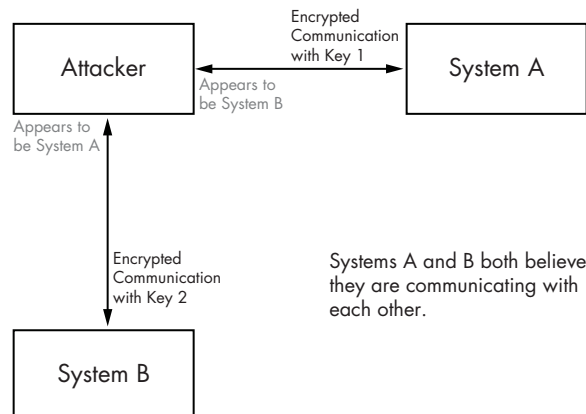 Encrypted
Communication
with Key 1
Attacker
System A
Appears to
be System B
Appears to
be System A
Encrypted
Communication
with Key 2
Systems A and B both believe
they are communicating with
each other.
System B